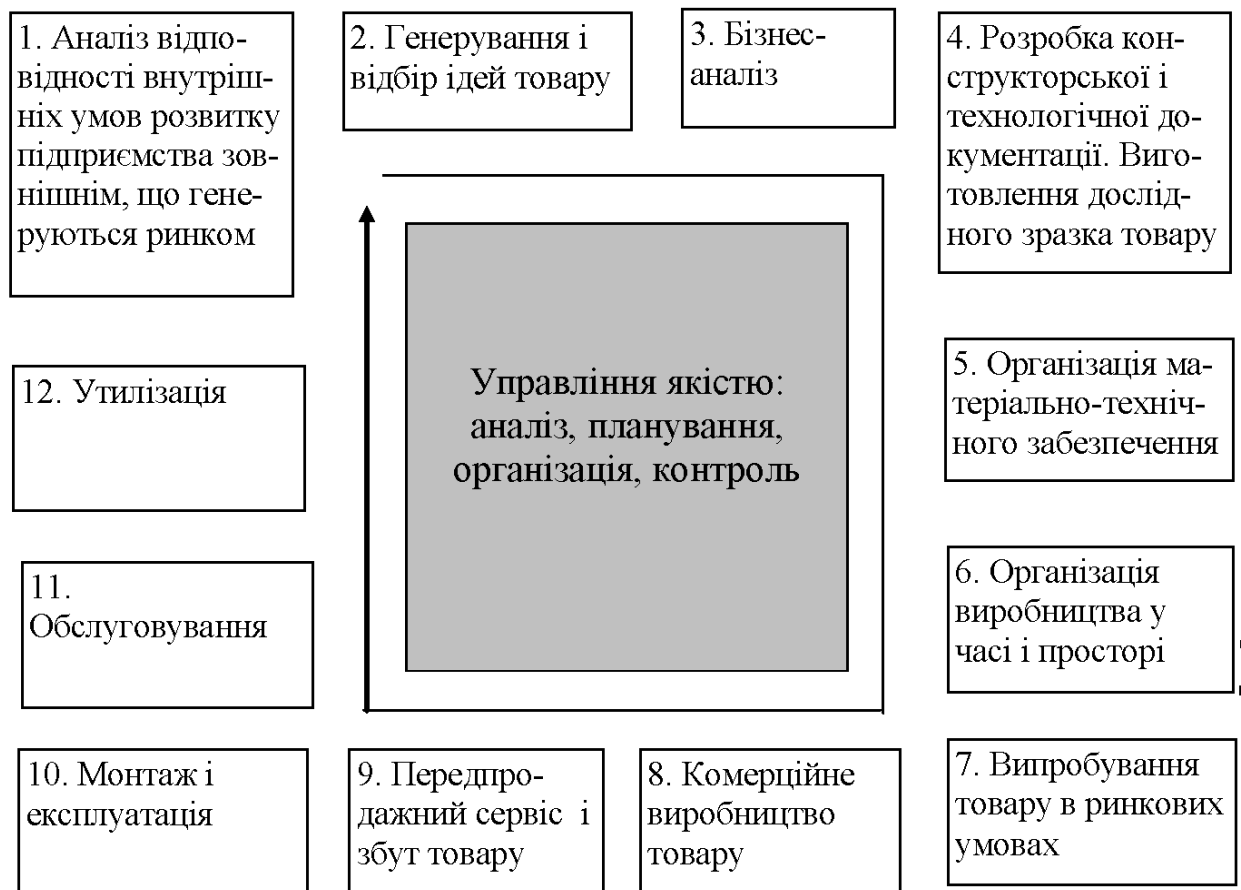 1. Аналіз відпо-
відності внутріш-
ніх умов розвитку
підприємства зов-
нішнім, що гене-
руються ринком
2. Генерування і
відбір ідей товару
3. Бізнес-
аналіз
4. Розробка кон-
структорської і
технологічної до-
кументації. Виго-
товлення дослід-
ного зразка товару
Управління якістю:
аналіз, планування,
організація, контроль
5. Організація ма-
теріально-техніч-
ного забезпечення
6. Організація
виробництва у
часі і просторі
7. Випробування
товару в ринкових
умовах
8. Комерційне
виробництво
товару
9. Передпро-
дажний сервіс і
збут товару
10. Монтаж і
експлуатація
11.
Обслуговування
12. Утилізація